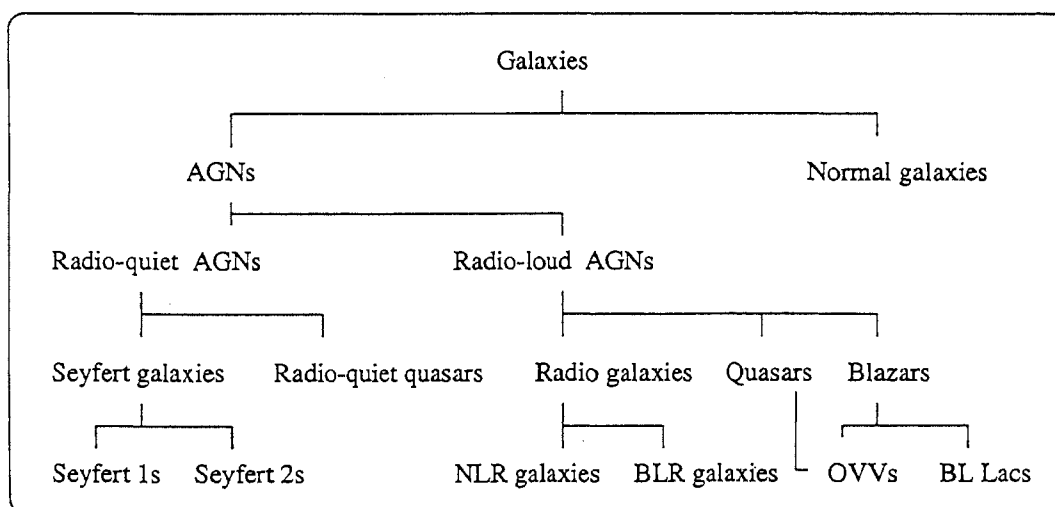 Galaxies
AGNs Normal galaxies
Radio-quiet AGNs Radio-loud AGNs
Seyfert galaxies Radio-quiet quasars Radio galaxies Quasars Blazars
Seyfert 1s Seyfert 2s NLR galaxies BLR galaxies OVVs BL Lacs